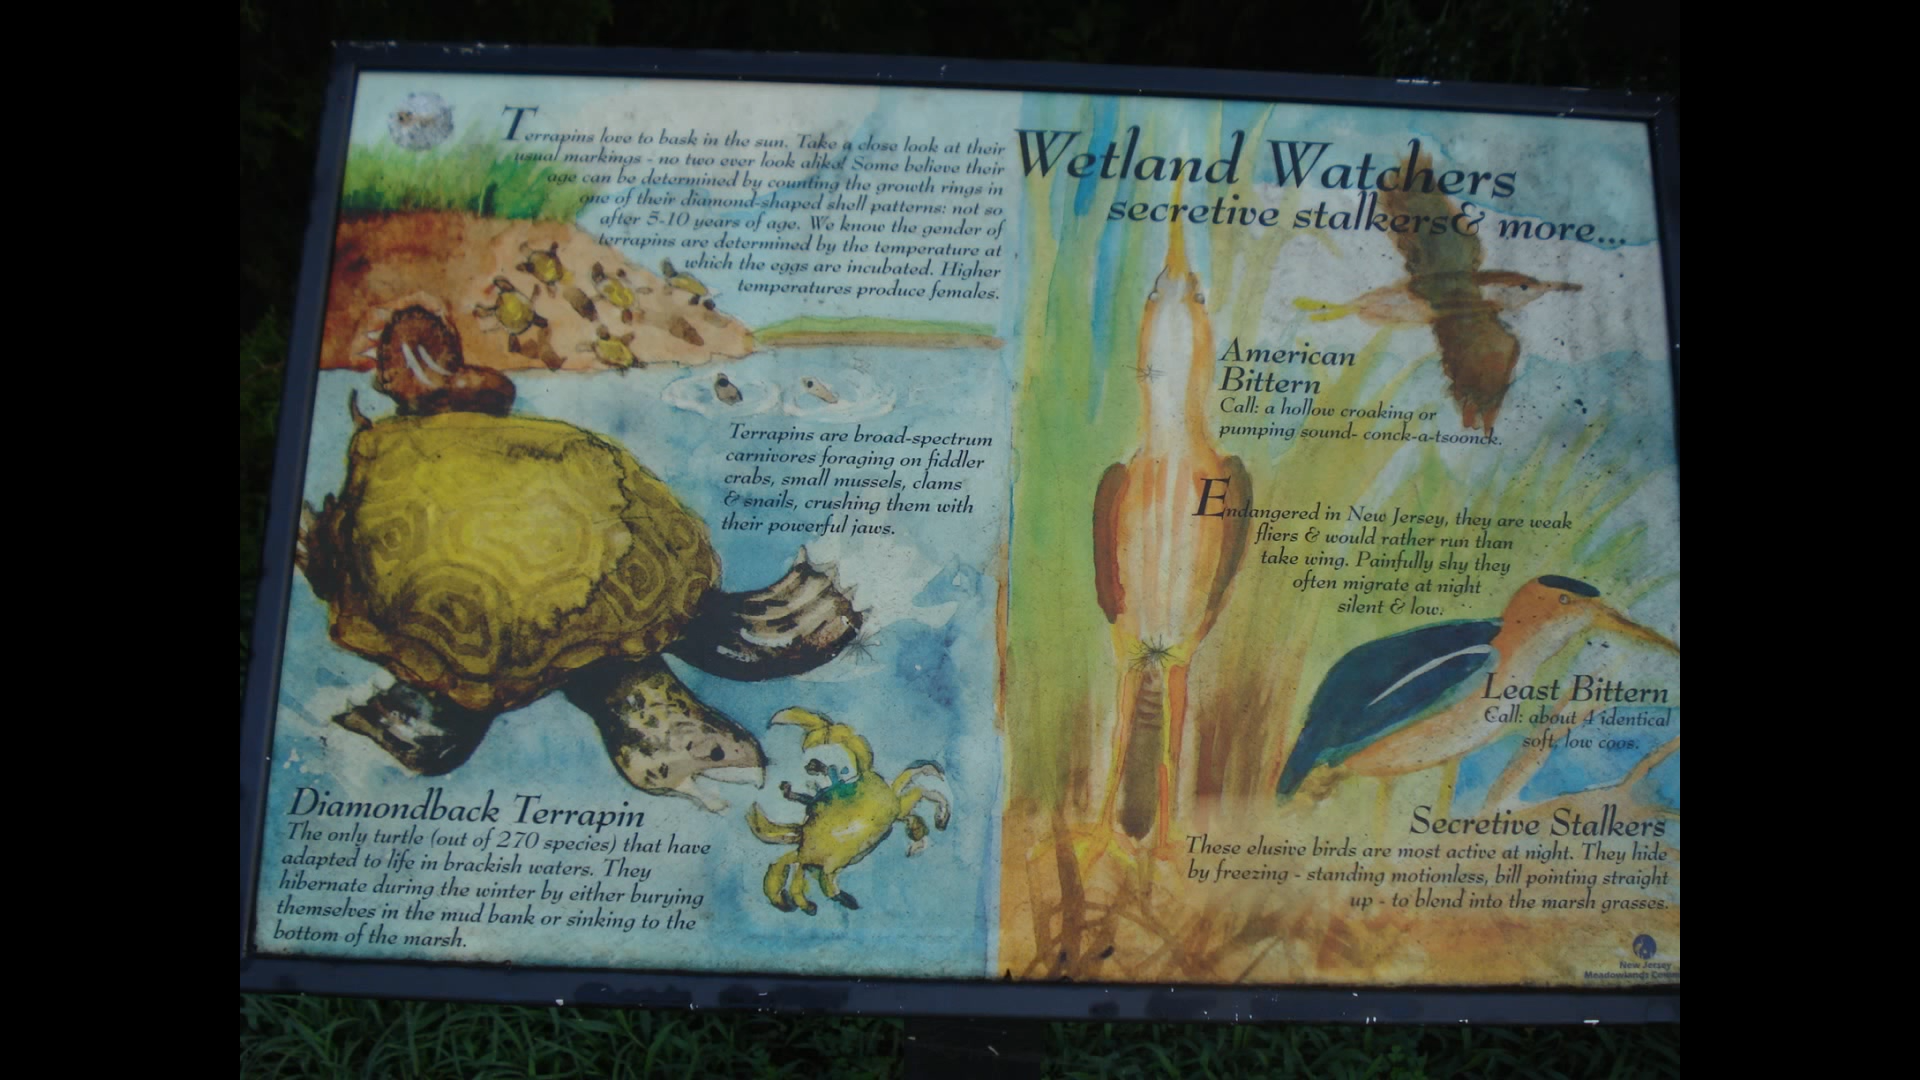 Terrapins love to bask in the sun. Take a close look at their
usual markings - no two ever look alike! Some believe their
age can be determined by counting the growth rings in
one of their diamond-shaped shell patterns: not so
after 5-10 years of age. We know the gender of
terrapins are determined by the temperature at
which the eggs are incubated. Higher
temperatures produce females.
Terrapins are broad-spectrum
carnivores foraging on fiddler
crabs, small mussels, clams
& snails, crushing them with
their powerful jaws.
Diamondback Terrapin
The only turtle (out of 270 species) that have
adapted to life in brackish waters. They
hibernate during the winter by either burying
themselves in the mud bank or sinking to the
bottom of the marsh.
Wetland Watchers
secretive stalkers & more...
American
Bittern
Call: a hollow croaking or
pumping sound- conck-a-tsoonck.
Endangered in New Jersey, they are weak
fliers & would rather run than
take wing. Painfully shy they
often migrate at night
silent & low.
Least Bittern
Call: about 4 identical
soft, low coos.
Secretive Stalkers
These elusive birds are most active at night. They hide
by freezing - standing motionless, bill pointing straight
up - to blend into the marsh grasses.
New Jersey
Meadowlands